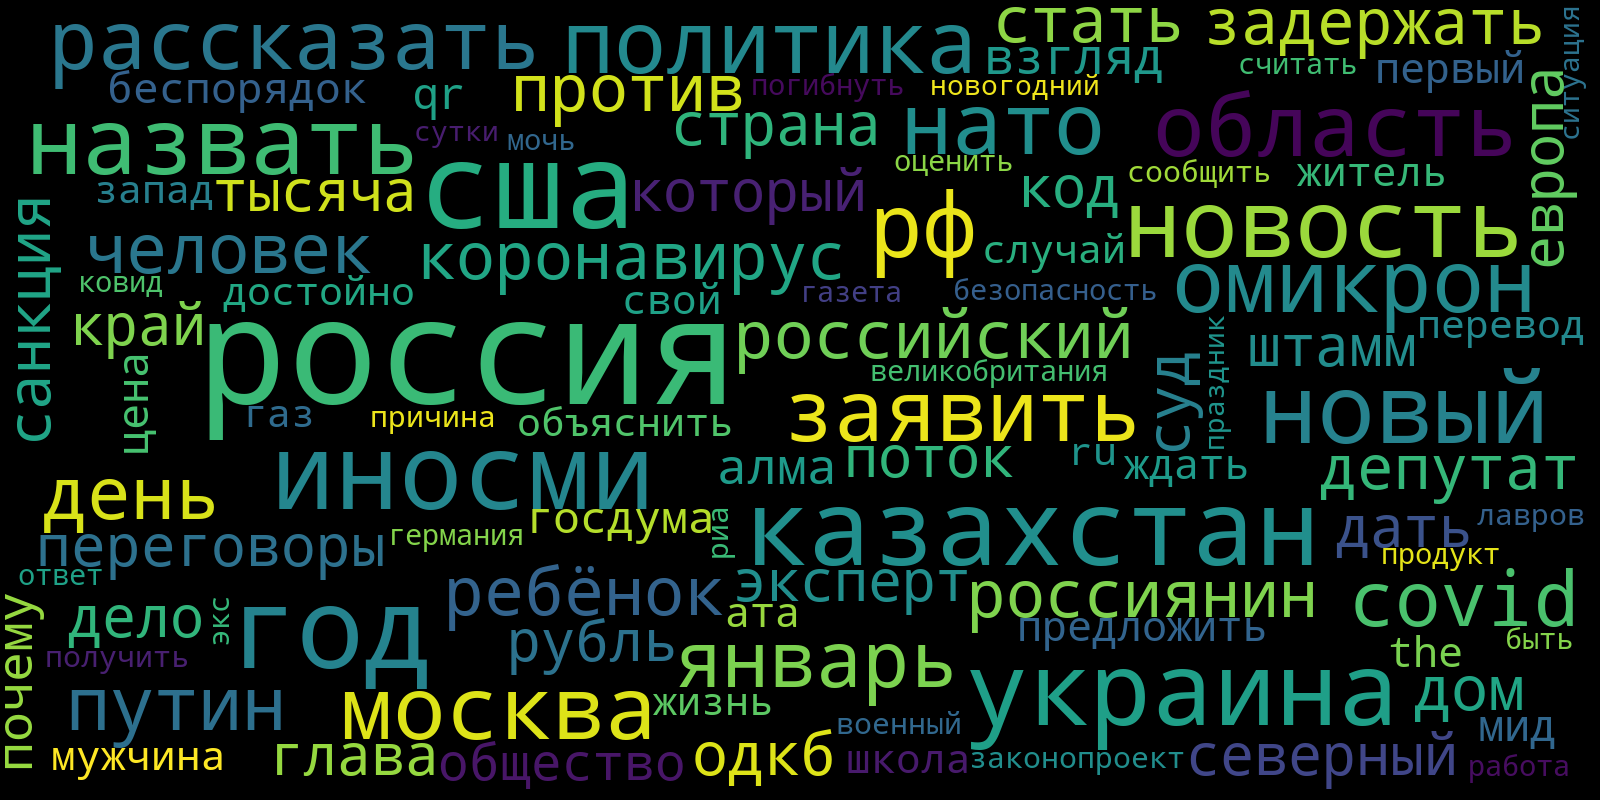 рассказать политика стать задержать
взгляд
ситуация
беспорядок qr против погибнуть новогодний считать первый
назвать сутки мочь страна нато область европа
оценить сообщить житель
запад тысяча сша который код
рф новость
санкция человек коронавирус случай
ковид достойно свой газета безопасность омикрон
край россия российский штамм перевод
цена великобритания суд праздник
газ причина объяснить заявить новый
иносми алма поток ru ждать депутат
день госдума риа казахстан дать лавров
переговоры германия продукт
ответ ребёнок эксперт россиянин covid
почему дело экс год ата
рубль предложить the быть
получить январь украина
путин москва жизнь дом
военный мид
мужчина глава общество одкб школа законопроект северный работа